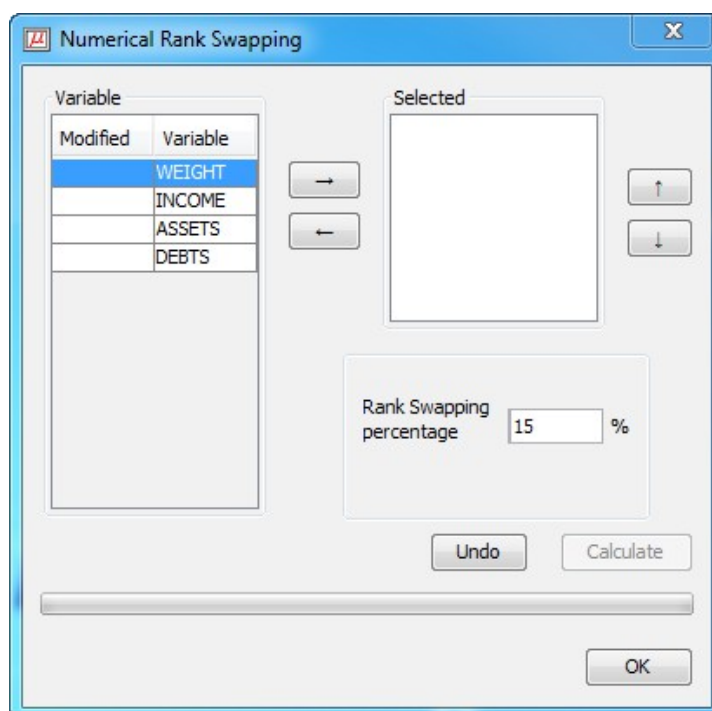 μ Numerical Rank Swapping X
Variable
Modified Variable
WEIGHT
INCOME
ASSETS
DEBTS
→
←
Selected
↑
↓
Rank Swapping
percentage 15 %
Undo Calculate
OK